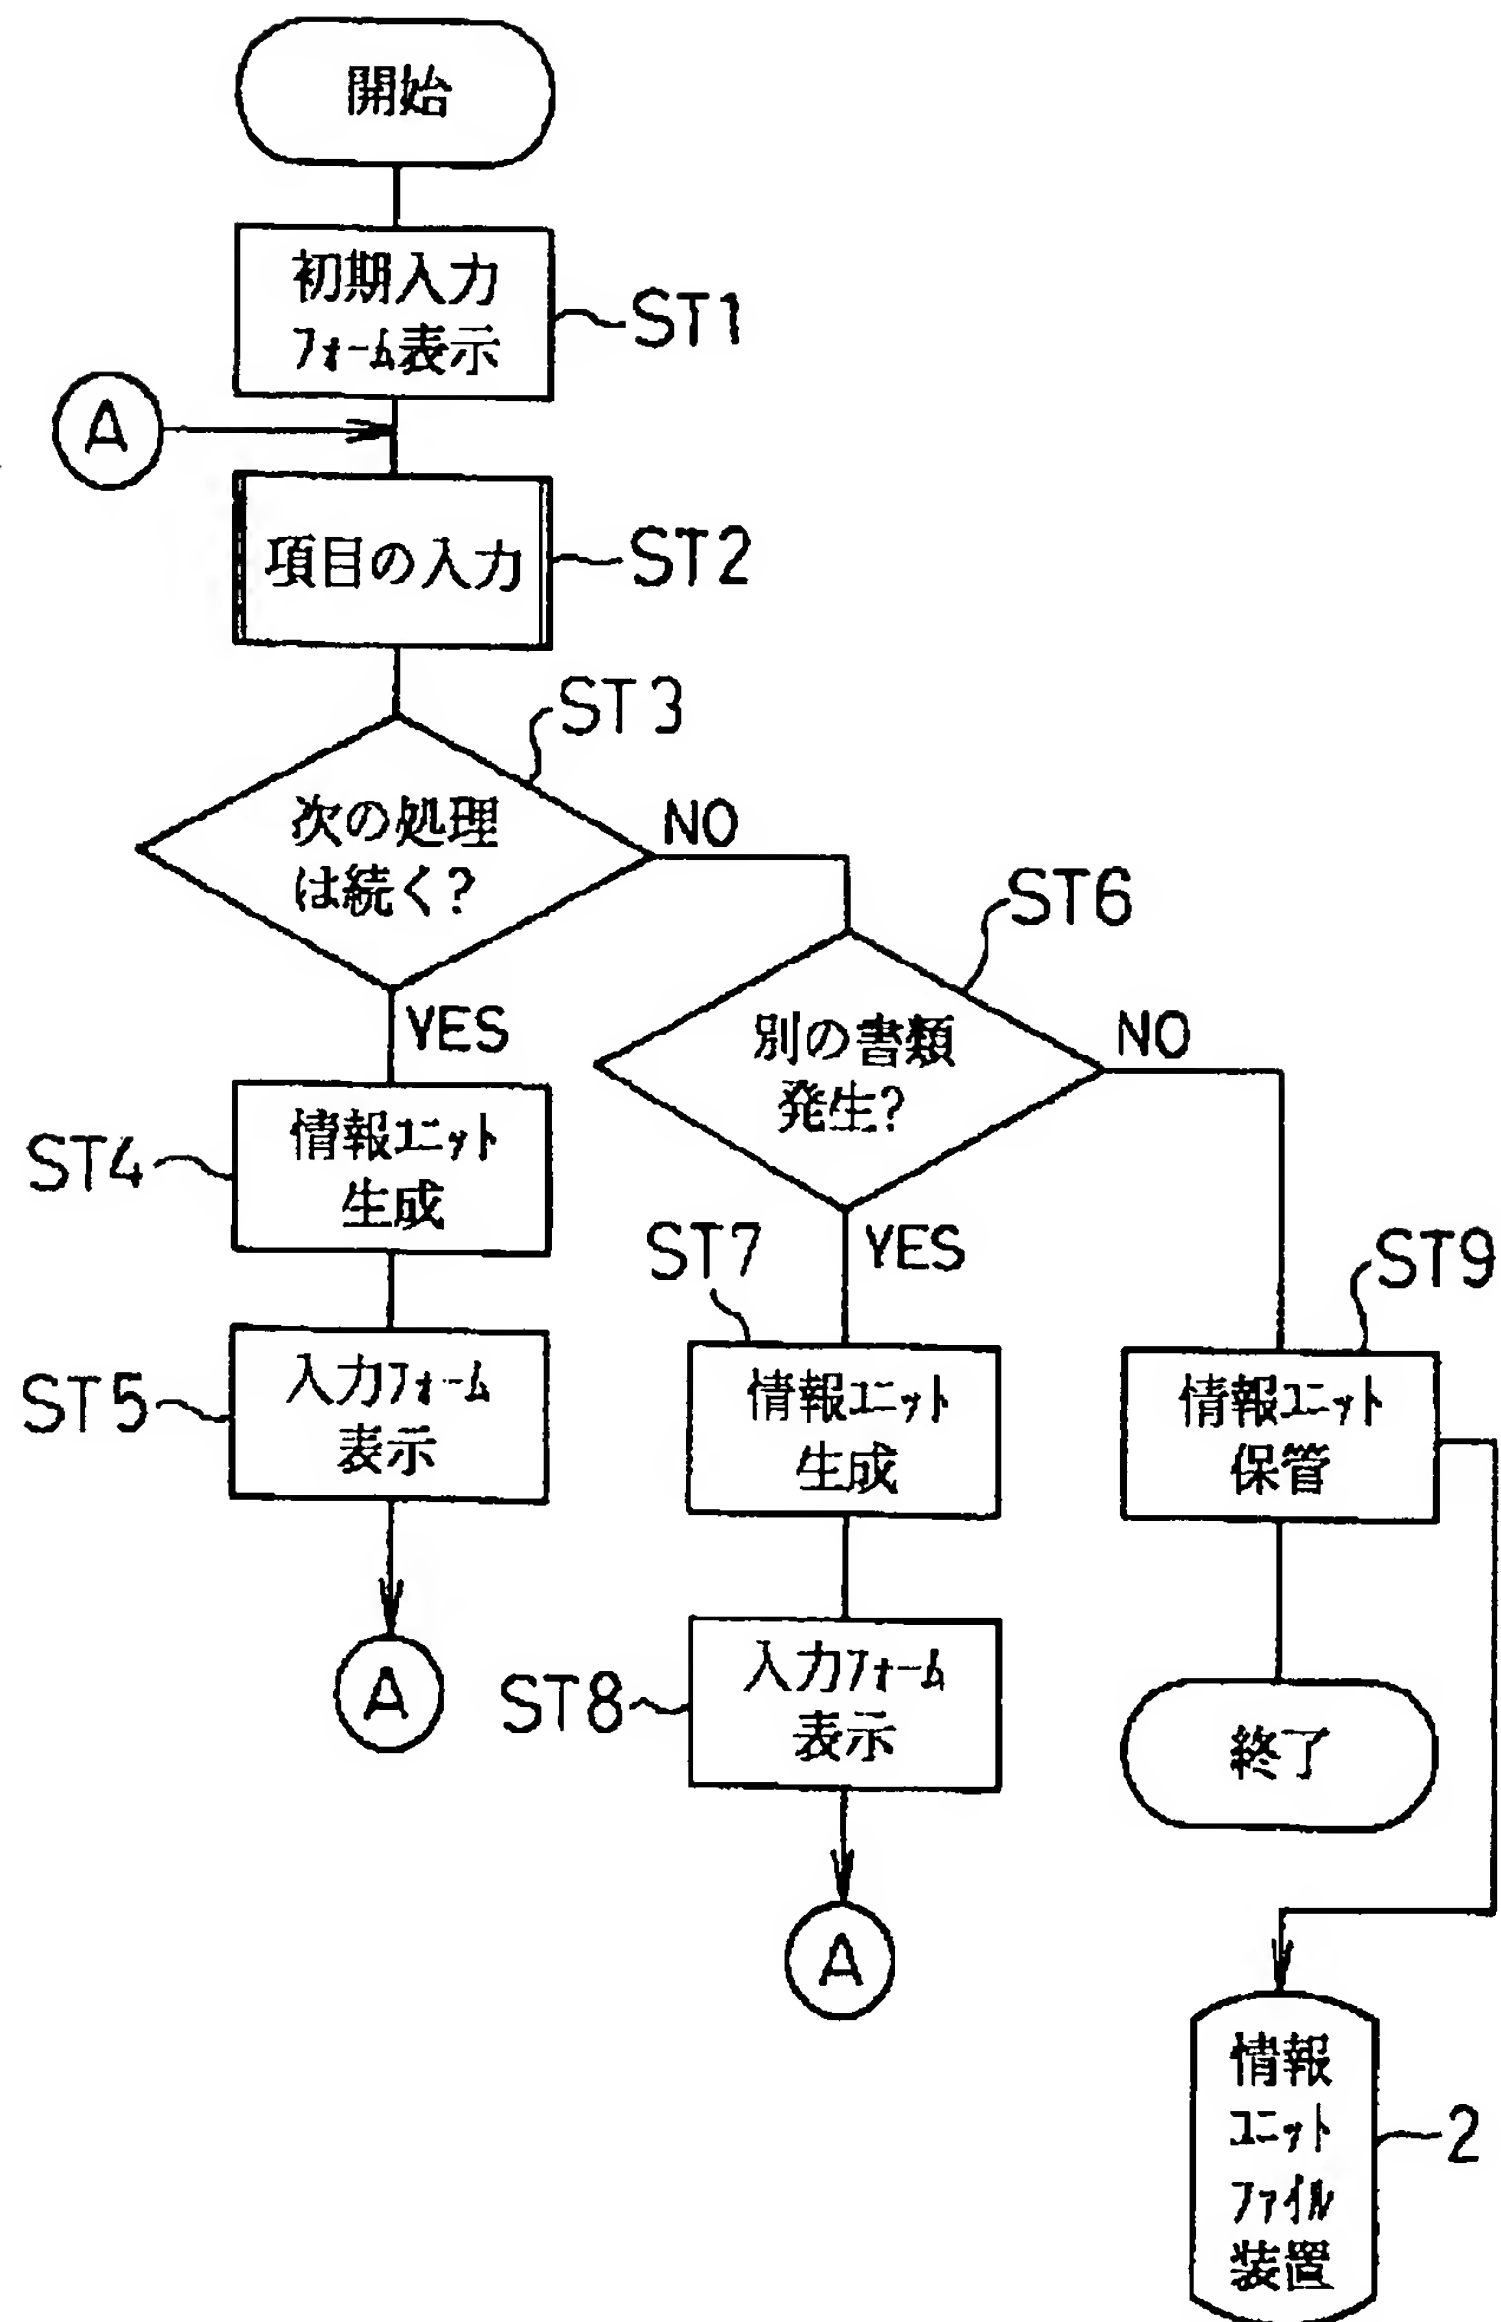 開始
初期入力
フォーム表示
ST1
A
項目の入力
ST2
ST3
次の処理
は続く?
NO
YES
ST6
別の書類
発生?
NO
YES
ST4
情報ユニット
生成
ST5
入力フォーム
表示
A
ST7
情報ユニット
生成
ST8
入力フォーム
表示
A
ST9
情報ユニット
保管
終了
情報
ユニット
ファイル
装置
2